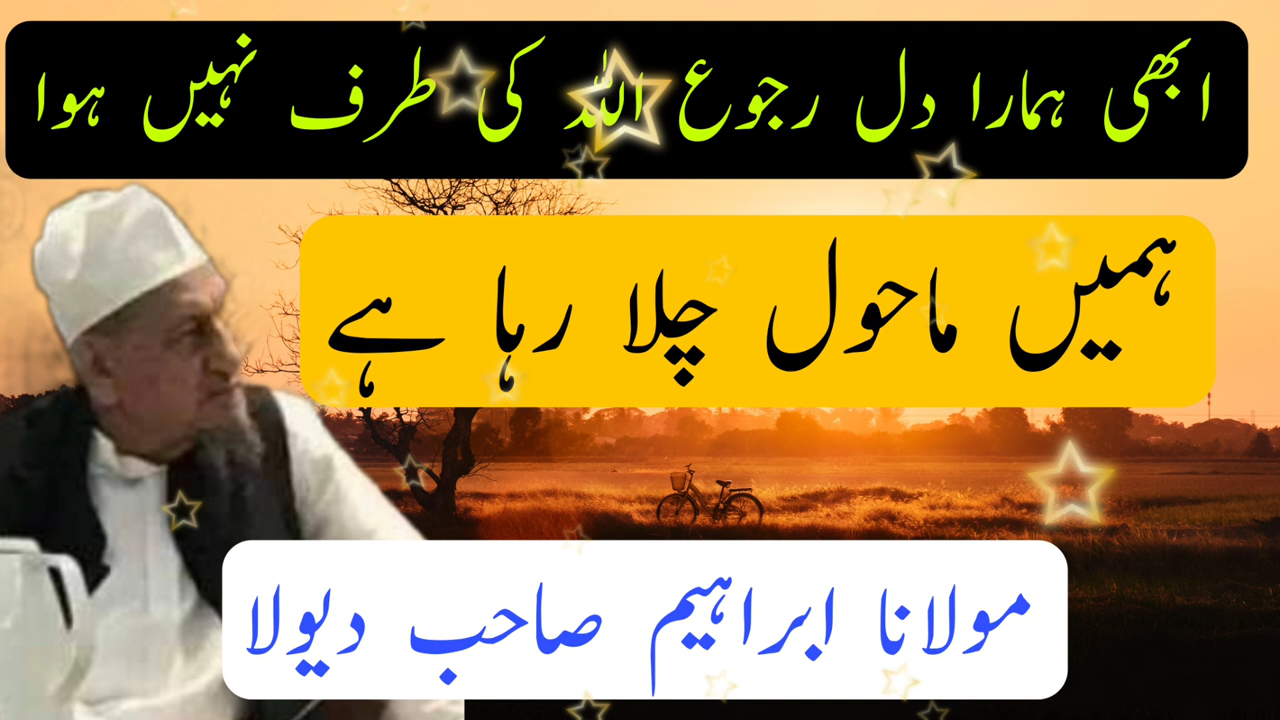 ابھی ہمارا دل رجوع اللہ کی طرف نہیں ہوا
ہمیں ماحول چلا رہا ہے
مولانا ابراہیم صاحب دیولا